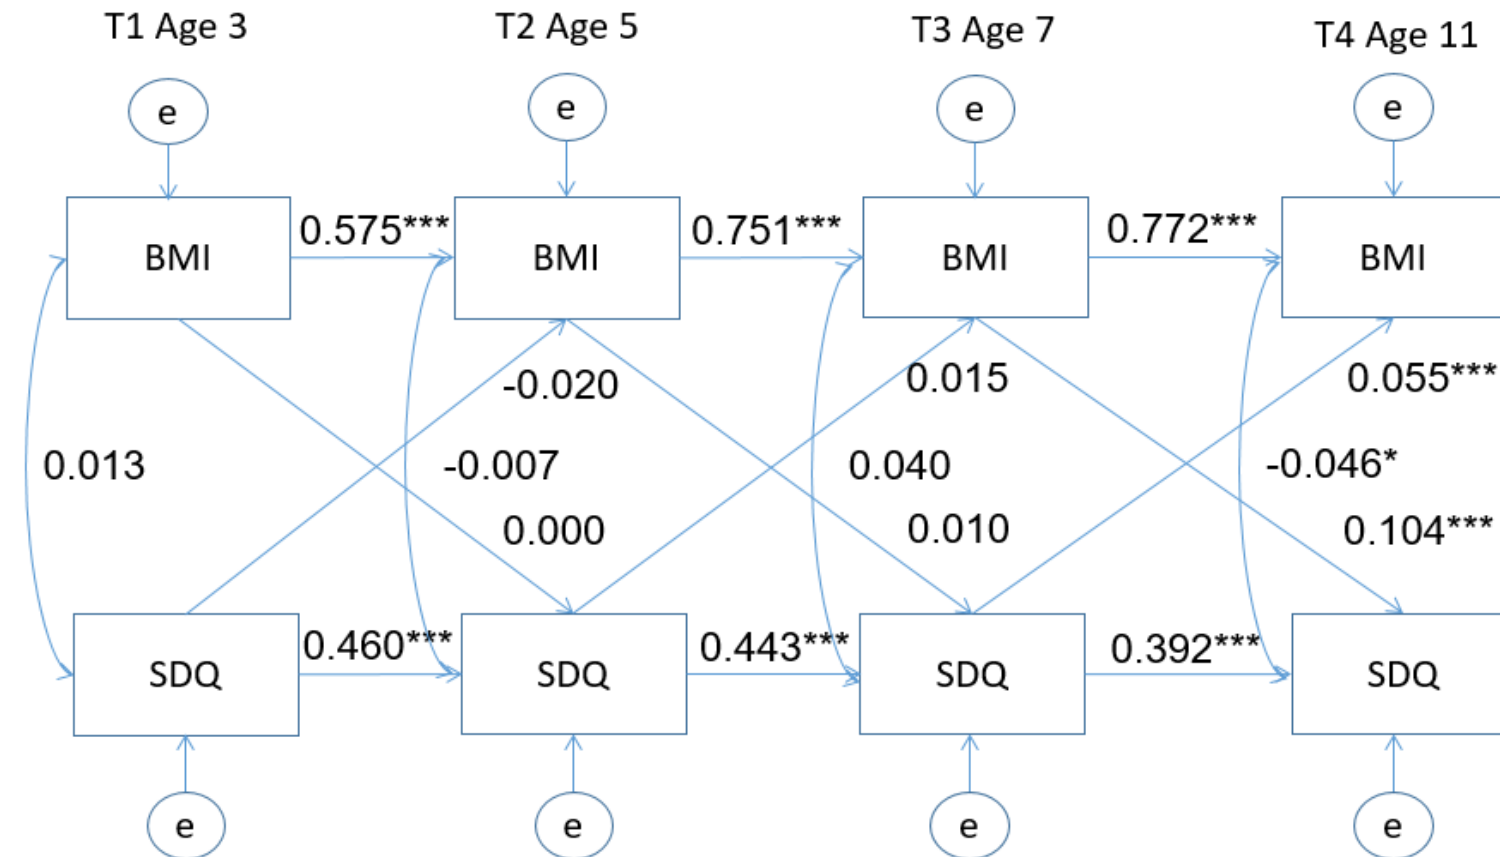 T1 Age 3
T2 Age 5
T3 Age 7
T4 Age 11
e
e
e
e
0.575***
0.751***
0.772***
BMI
BMI
BMI
BMI
-0.020
0.015
0.055***
0.013
-0.007
0.040
-0.046*
0.000
0.010
0.104***
0.460***
0.443***
0.392***
SDQ
SDQ
SDQ
SDQ
e
e
e
e